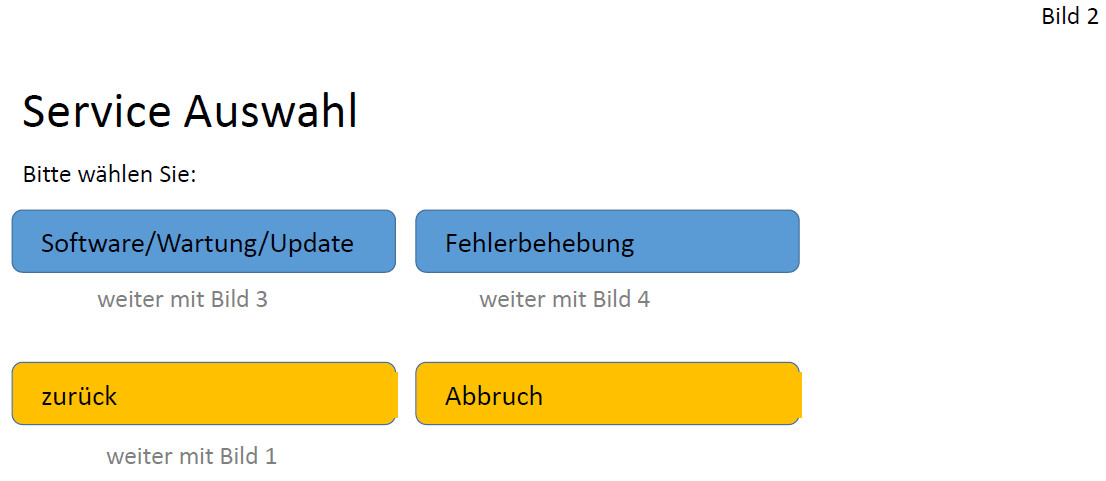 Bild 2
Service Auswahl
Bitte wählen Sie:
Software/Wartung/Update
Fehlerbehebung
weiter mit Bild 3
weiter mit Bild 4
zurück
Abbruch
weiter mit Bild 1